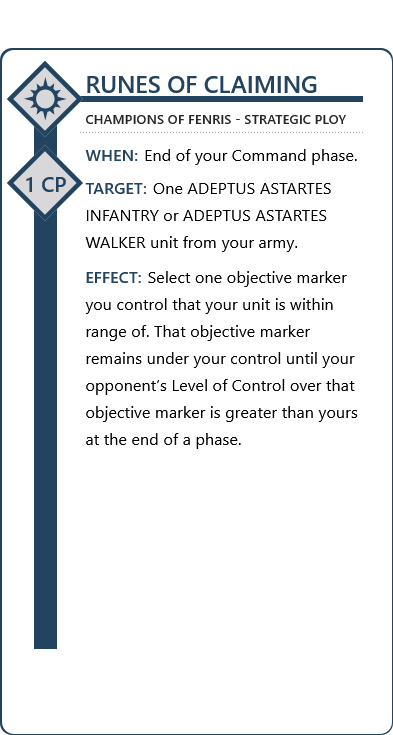 RUNES OF CLAIMING
CHAMPIONS OF FENRIS - STRATEGIC PLOY
WHEN: End of your Command phase.
1 CP
TARGET: One ADEPTUS ASTARTES
INFANTRY or ADEPTUS ASTARTES
WALKER unit from your army.
EFFECT: Select one objective marker
you control that your unit is within
range of. That objective marker
remains under your control until your
opponent’s Level of Control over that
objective marker is greater than yours
at the end of a phase.